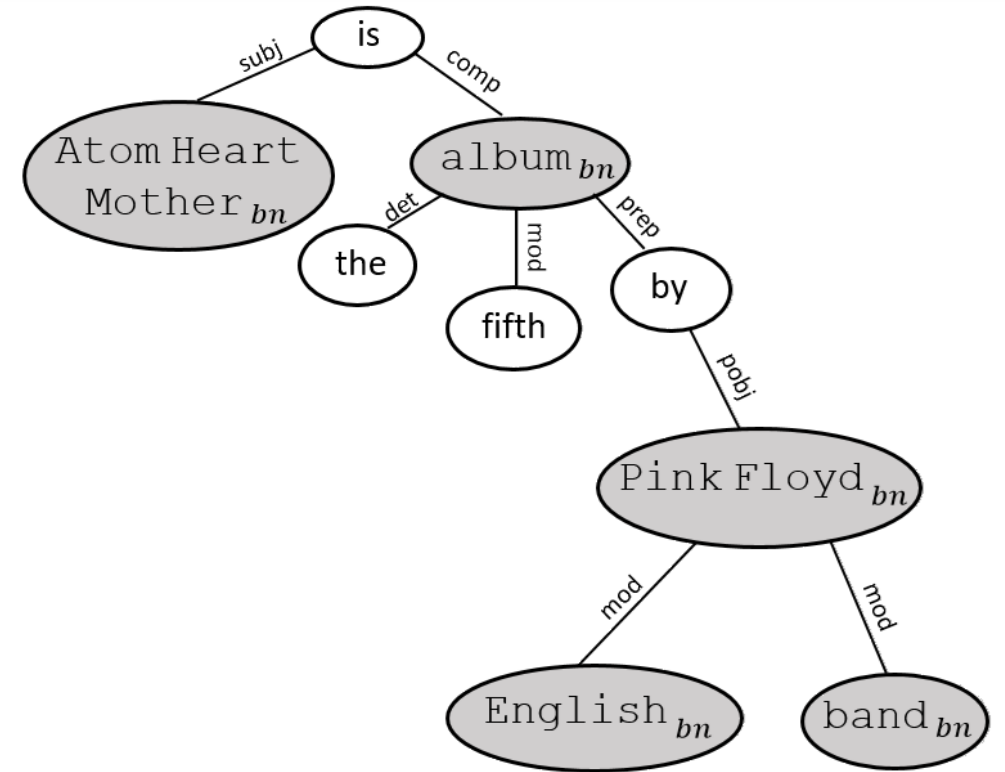 is
subj
comp
Atom Heart
Mother bn
album bn
det
mod
prep
the
fifth
by
pobj
Pink Floyd bn
mod
mod
English bn
band bn